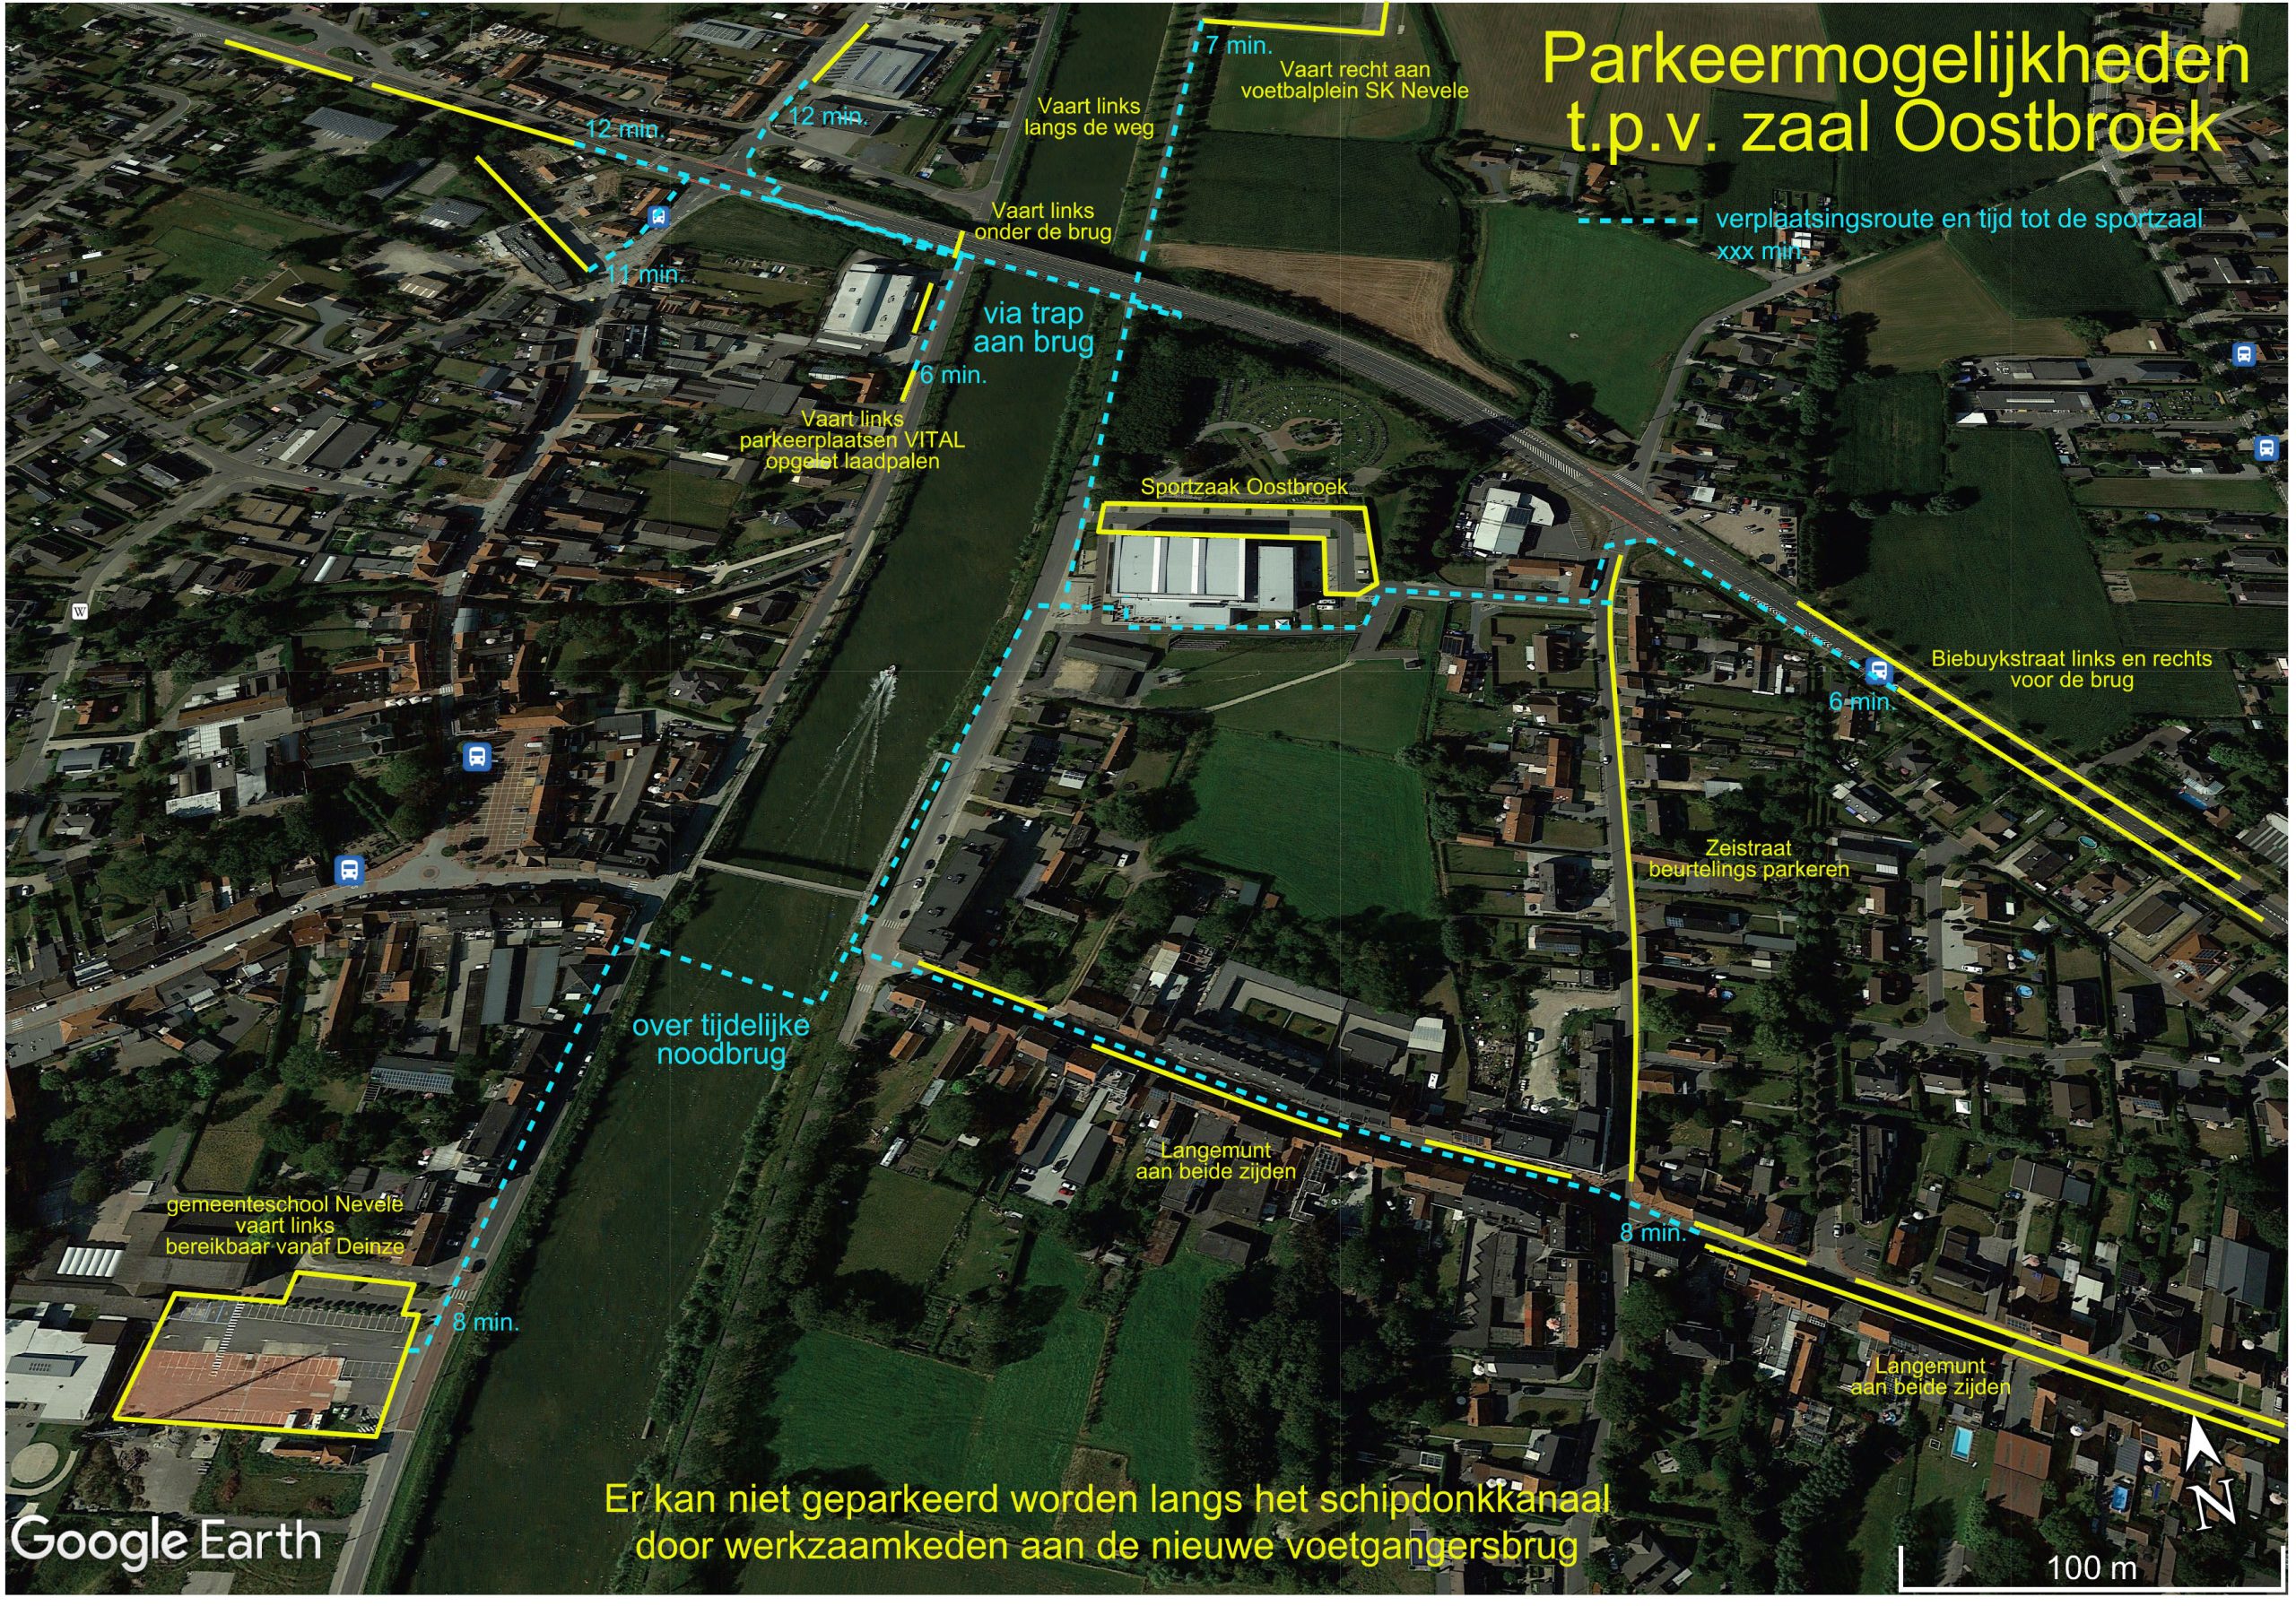 Parkeermogelijkheden
t.p.v. zaal Oostbroek
verplaatsingsroute en tijd tot de sportzaal
xxx min.
7 min.
Vaart recht aan
voetbalplein SK Nevele
Vaart links
langs de weg
12 min.
12 min.
Vaart links
onder de brug
11 min.
via trap
aan brug
6 min.
Vaart links
parkeerplaatsen VITAL
opgelet laadpalen
Sportzaak Oostbroek
W
Biebuykstraat links en rechts
voor de brug
6 min.
Zeistraat
beurtelings parkeren
over tijdelijke
noodbrug
Langemunt
aan beide zijden
gemeenteschool Nevele
vaart links
bereikbaar vanaf Deinze
8 min.
8 min.
Langemunt
aan beide zijden
Er kan niet geparkeerd worden langs het schipdonkkanaal
door werkzaamkeden aan de nieuwe voetgangersbrug
Google Earth
N
100 m